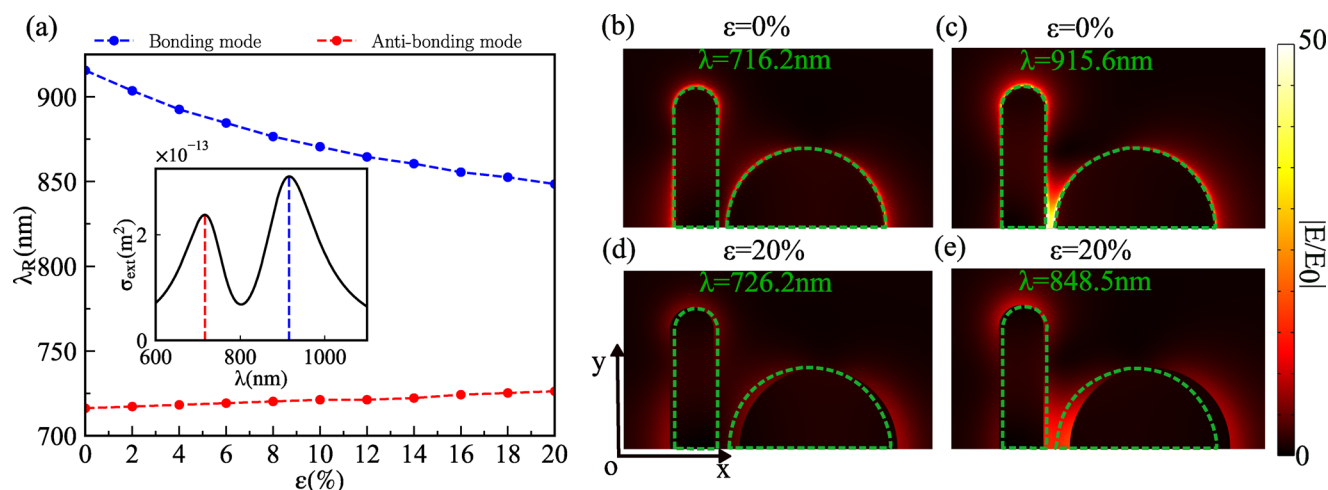 (a)
Bonding mode
Anti-bonding mode
λR(nm)
900
850
800
750
700
0 2 4 6 8 10 12 14 16 18 20
ε(%)
×10−13
σext(m2)
2
0
600 800 1000
λ(nm)
(b) ε=0%
λ=716.2nm
(c) ε=0%
λ=915.6nm
(d) ε=20%
λ=726.2nm
y
o x
(e) ε=20%
λ=848.5nm
50
|E/E0|
0